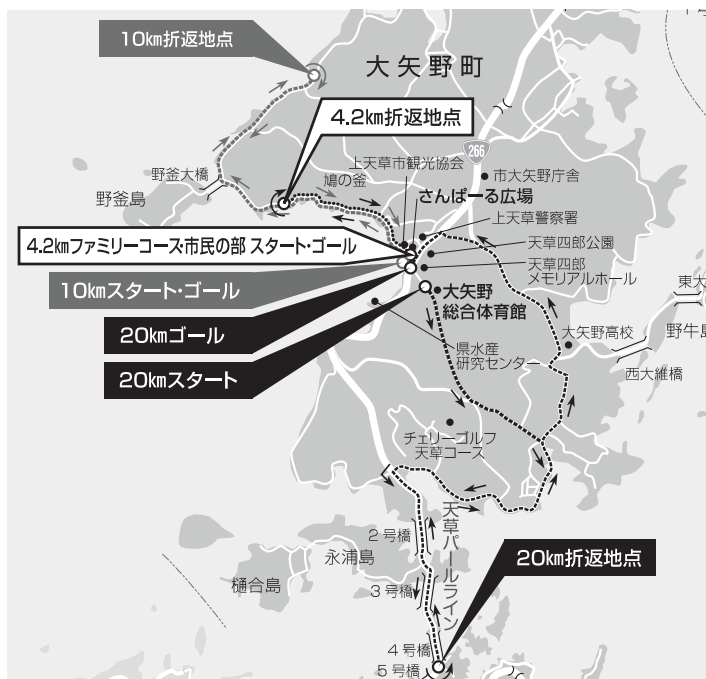 10km折返地点
大矢野町
4.2km折返地点
266
上天草市観光協会
市大矢野庁舎
野釜大橋
鳩の釜
野釜島
さんぱーる広場
上天草警察署
4.2kmファミリーコース・市民の部 スタート・ゴール
天草四郎公園
天草四郎
メモリアルホール
10kmスタート・ゴール
大矢野
総合体育館
20kmゴール
大矢野高校
野牛島
県水産
研究センター
西大維橋
20kmスタート
チェリーゴルフ
天草コース
天草パールライン
2号橋
永浦島
20km折返地点
樋合島
3号橋
4号橋
5号橋